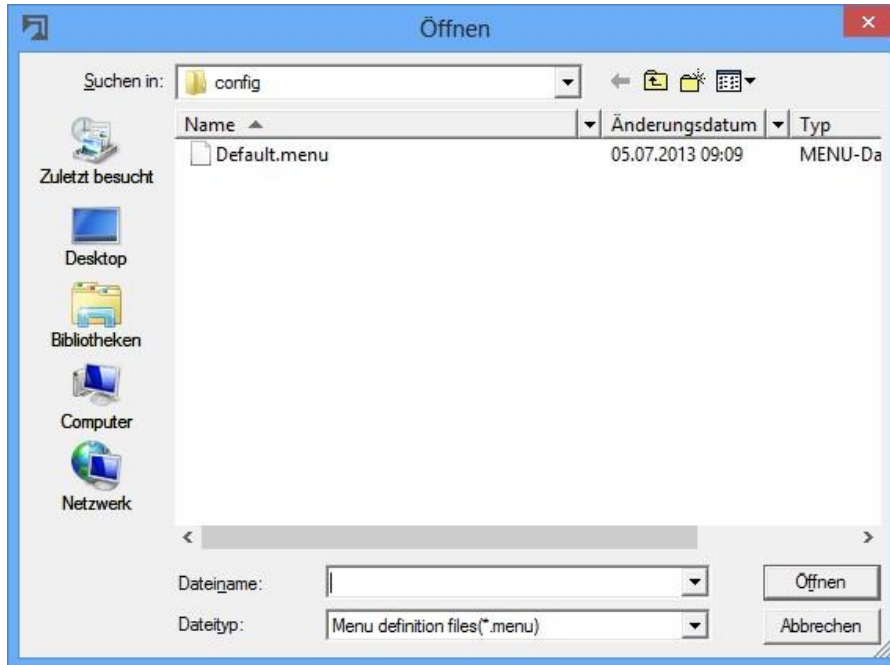 Öffnen
Suchen in: config
Name Änderungsdatum Typ
Default.menu 05.07.2013 09:09 MENU-Da
Zuletzt besucht
Desktop
Bibliotheken
Computer
Netzwerk
Dateiname: Öffnen
Dateityp: Menu definition files(*.menu) Abbrechen